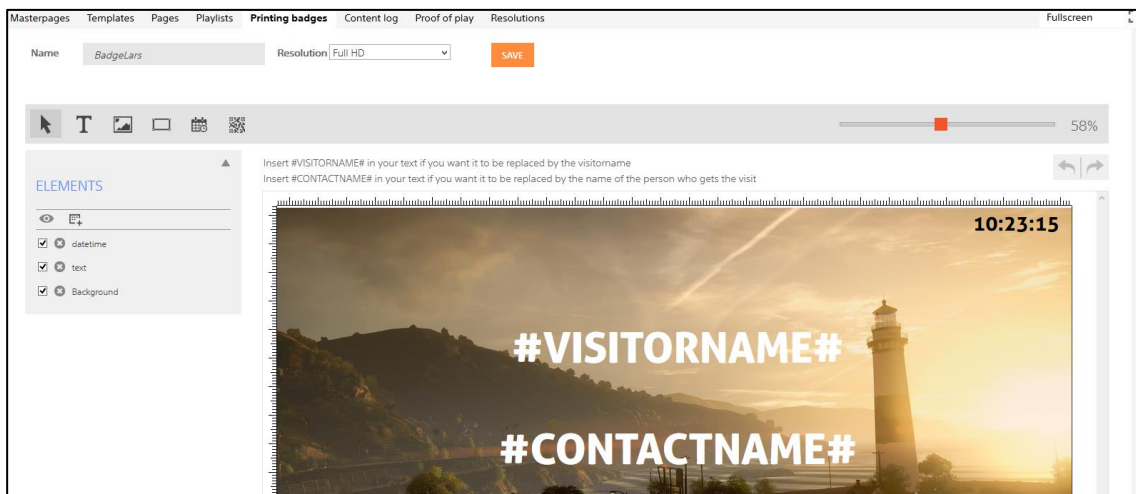 Masterpages Templates Pages Playlists Printing badges Content log Proof of play Resolutions Fullscreen
Name BadgeLars Resolution Full HD SAVE
T 58%
Insert #VISITORNAME# in your text if you want it to be replaced by the visitorname
Insert #CONTACTNAME# in your text if you want it to be replaced by the name of the person who gets the visit
ELEMENTS
datetime
text
Background
10:23:15
#VISITORNAME#
#CONTACTNAME#